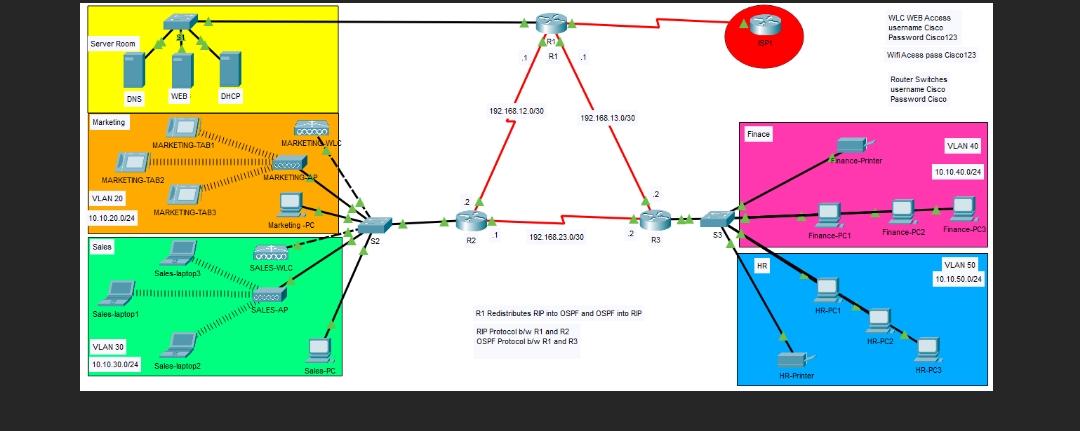 Server Room
S1
DNS
WEB
DHCP
R1
R1
.1
.1
ISP1
WLC WEB Access
username Cisco
Password Cisco123
Wifi Acess pass Cisco123
Router Switches
username Cisco
Password Cisco
192.168.12.0/30
192.168.13.0/30
Marketing
MARKETING-TAB1
MARKETING-WLC
MARKETING-TAB2
MARKETING-AP
MARKETING-TAB3
Marketing -PC
VLAN 20
10.10.20.0/24
Finace
Finance-Printer
VLAN 40
10.10.40.0/24
Finance-PC1
Finance-PC2
Finance-PC3
S2
.2
R2
.1
192.168.23.0/30
.2
.2
R3
S3
Sales
Sales-laptop3
SALES-WLC
Sales-laptop1
SALES-AP
VLAN 30
10.10.30.0/24
Sales-laptop2
Sales-PC
R1 Redistributes RIP into OSPF and OSPF into RIP
RIP Protocol b/w R1 and R2
OSPF Protocol b/w R1 and R3
HR
VLAN 50
10.10.50.0/24
HR-PC1
HR-PC2
HR-PC3
HR-Printer